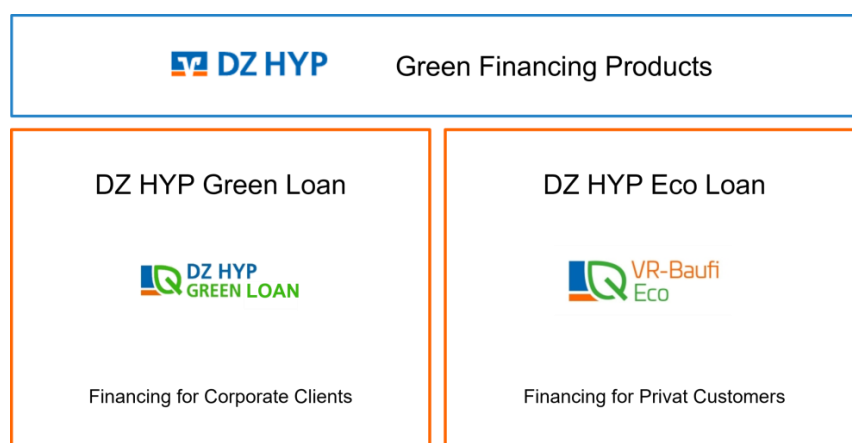 DZ HYP Green Financing Products
DZ HYP Green Loan
DZ HYP
GREEN LOAN
Financing for Corporate Clients
DZ HYP Eco Loan
VR-Baufi
Eco
Financing for Privat Customers